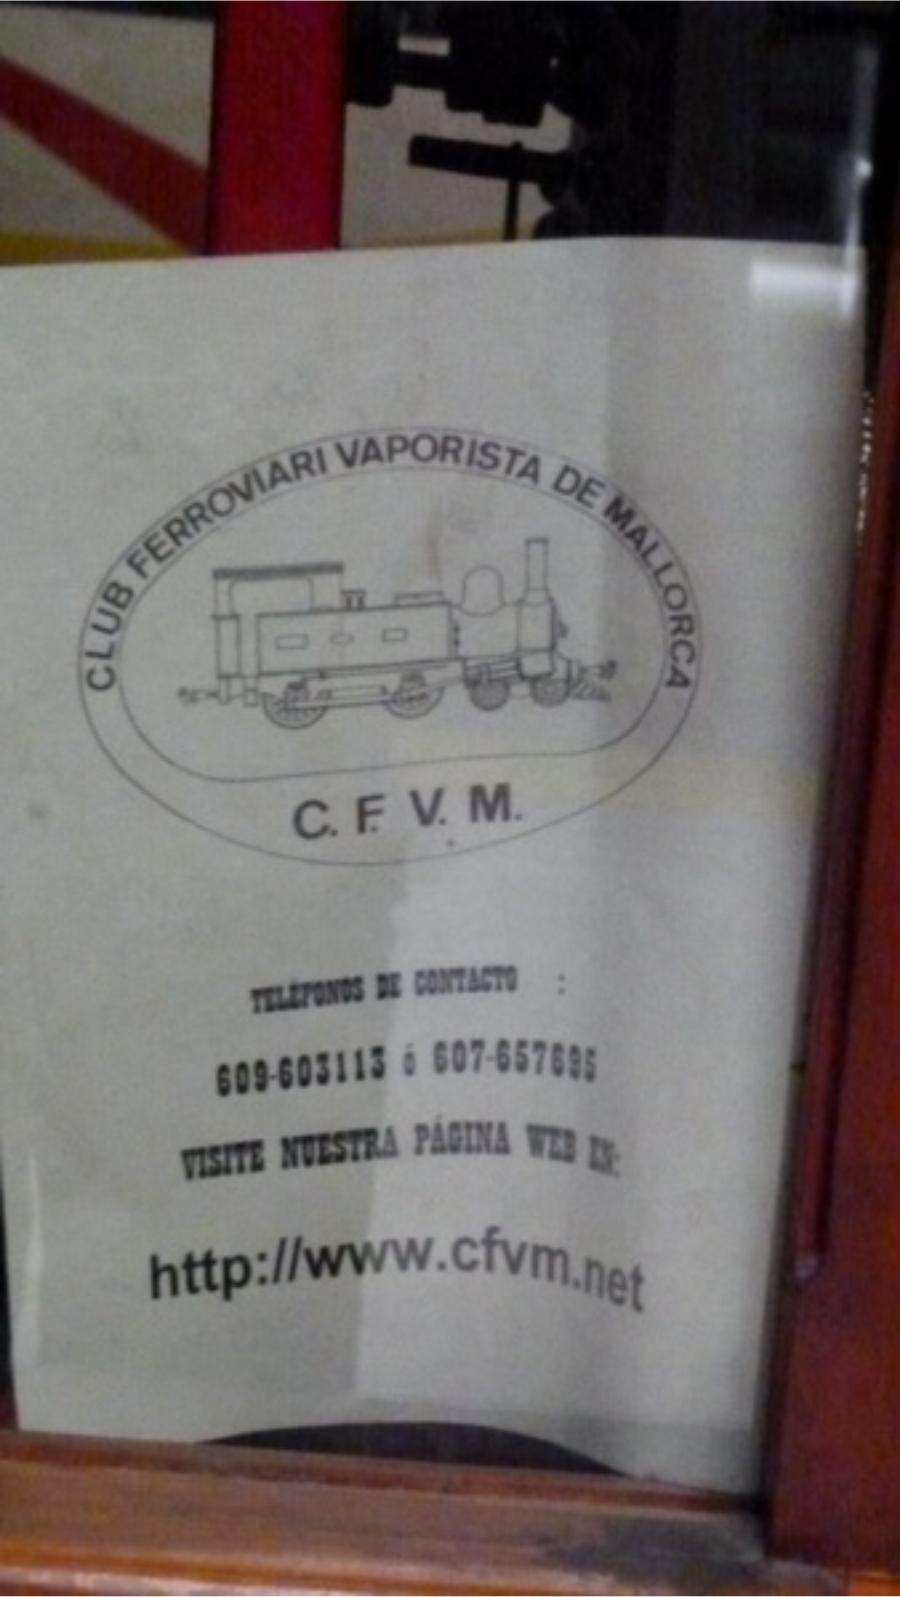 CLUB FERROVIARI VAPORISTA DE MALLORCA
C. F. V. M.
TELÉFONOS DE CONTACTO :
609-603113 ó 607-657695
VISITE NUESTRA PÁGINA WEB EN:
http://www.cfvm.net